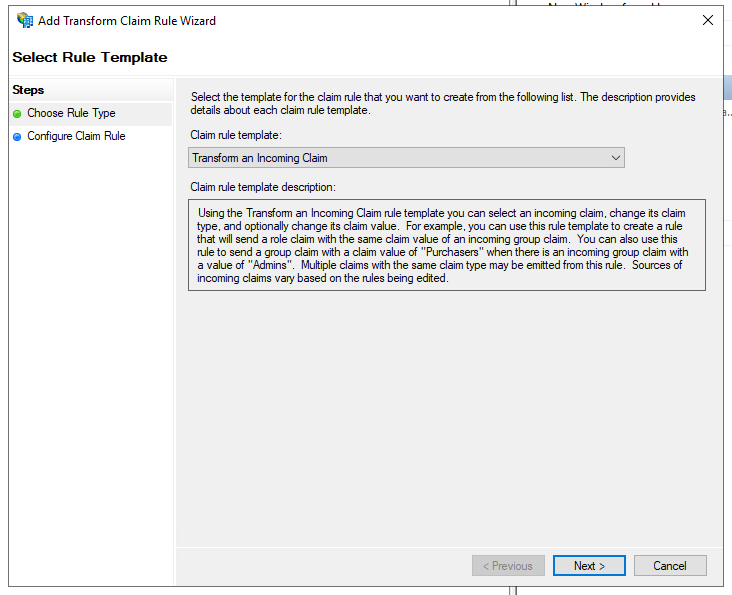 Add Transform Claim Rule Wizard
Select Rule Template
Steps
Choose Rule Type
Configure Claim Rule
Select the template for the claim rule that you want to create from the following list. The description provides
details about each claim rule template.
Claim rule template:
Transform an Incoming Claim
Claim rule template description:
Using the Transform an Incoming Claim rule template you can select an incoming claim, change its claim
type, and optionally change its claim value. For example, you can use this rule template to create a rule
that will send a role claim with the same claim value of an incoming group claim. You can also use this
rule to send a group claim with a claim value of "Purchasers" when there is an incoming group claim with
a value of "Admins". Multiple claims with the same claim type may be emitted from this rule. Sources of
incoming claims vary based on the rules being edited.
< Previous
Next >
Cancel